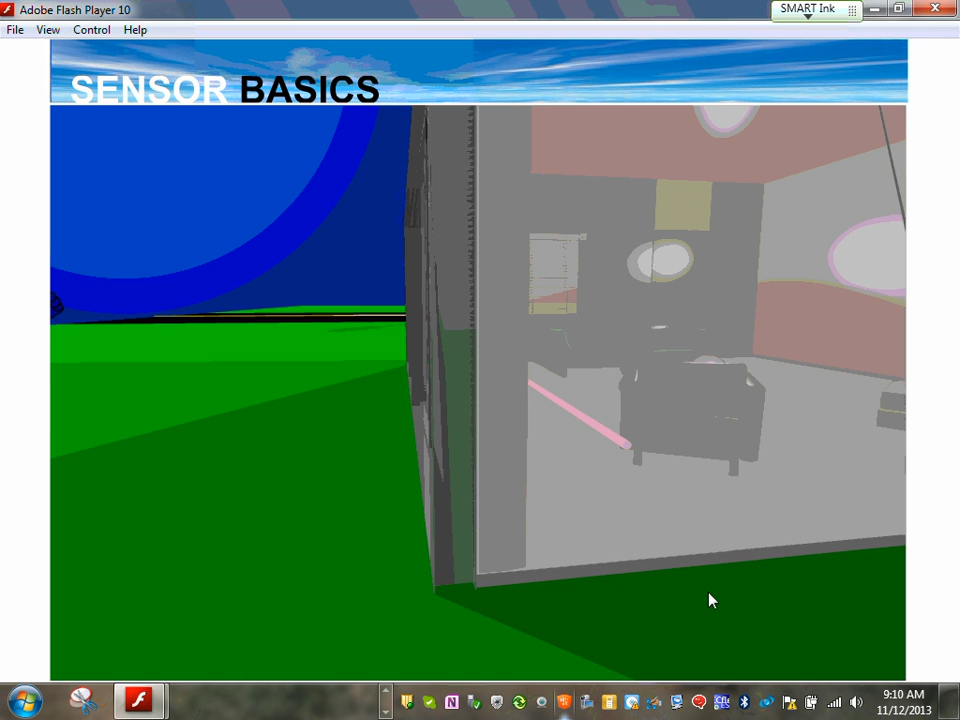 Adobe Flash Player 10
SMART Ink
File View Control Help
SENSOR BASICS
9:10 AM
11/12/2013